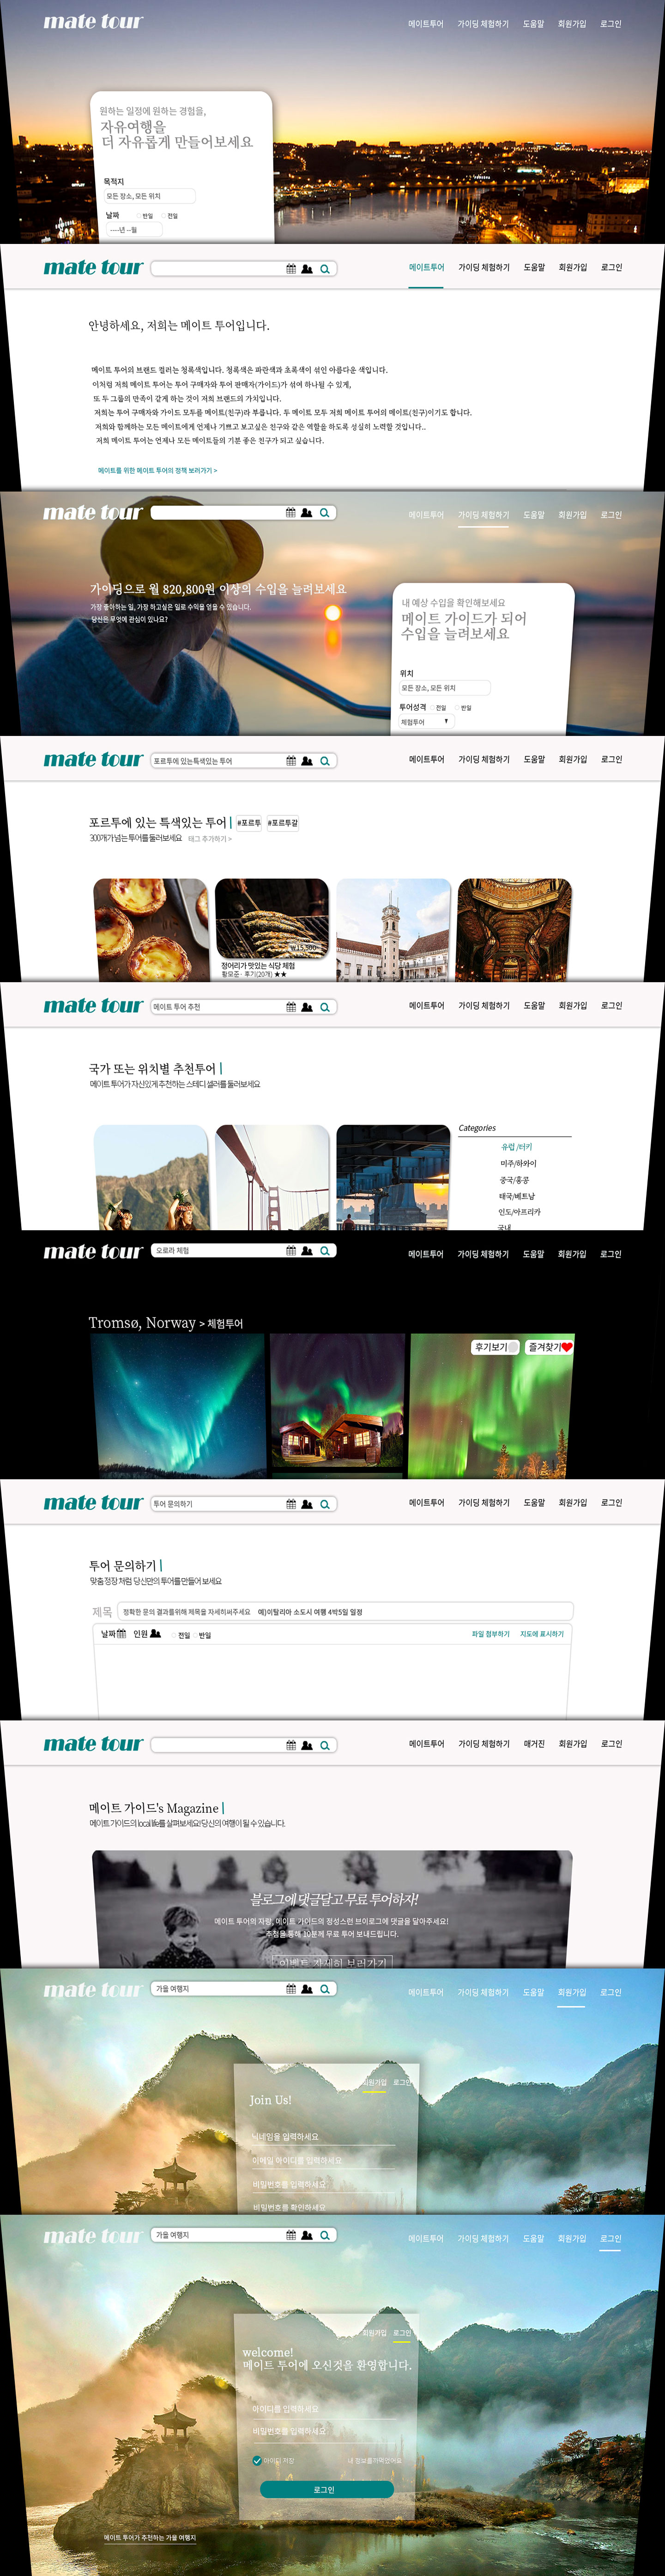 mate tour 메이트투어 가이딩 체험하기 도움말 회원가입 로그인
원하는 일정에 원하는 경험을,
자유여행을
더 자유롭게 만들어보세요
목적지
모든 장소, 모든 위치
날짜 반일 전일
----년 --월
mate tour 메이트투어 가이딩 체험하기 도움말 회원가입 로그인
안녕하세요, 저희는 메이트 투어입니다.
메이트 투어의 브랜드 컬러는 청록색입니다. 청록색은 파란색과 초록색이 섞인 아름다운 색입니다.
이처럼 저희 메이트 투어는 투어 구매자와 투어 판매자(가이드)가 섞여 하나될 수 있게,
또 두 그룹의 만족이 같게 하는 것이 저희 브랜드의 가치입니다.
저희는 투어 구매자와 가이드 모두를 메이트(친구)라 부릅니다. 두 메이트 모두 저희 메이트 투어의 메이트(친구)이기도 합니다.
저희와 함께하는 모든 메이트에게 언제나 기쁘고 보고싶은 친구와 같은 역할을 하도록 성실히 노력할 것입니다..
저희 메이트 투어는 언제나 모든 메이트들의 기분 좋은 친구가 되고 싶습니다.
메이트를 위한 메이트 투어의 정책 보러가기 >
mate tour 메이트투어 가이딩 체험하기 도움말 회원가입 로그인
가이딩으로 월 820,800원 이상의 수입을 늘려보세요
가장 좋아하는 일, 가장 하고싶은 일로 수익을 얻을 수 있습니다.
당신은 무엇에 관심이 있나요?
내 예상 수입을 확인해보세요
메이트 가이드가 되어
수입을 늘려보세요
위치
모든 장소, 모든 위치
투어성격 전일 반일
체험투어
mate tour 포르투에 있는특색있는 투어 메이트투어 가이딩 체험하기 도움말 회원가입 로그인
포르투에 있는 특색있는 투어 #포르투 #포르투갈
300개가 넘는 투어를 둘러보세요 태그 추가하기 >
₩15,300
정어리가 맛있는 식당 체험
황모군 · 후기(20개) ★★
mate tour 메이트 투어 추천 메이트투어 가이딩 체험하기 도움말 회원가입 로그인
국가 또는 위치별 추천투어
메이트 투어가 자신있게 추천하는 스테디 셀러를 둘러보세요
Categories
유럽/터키
미주/하와이
중국/홍콩
태국/베트남
인도/아프리카
국내
mate tour 오로라 체험 메이트투어 가이딩 체험하기 도움말 회원가입 로그인
Tromsø, Norway > 체험투어
후기보기 즐겨찾기
mate tour 투어 문의하기 메이트투어 가이딩 체험하기 도움말 회원가입 로그인
투어 문의하기
맞춤 정장 처럼 당신만의 투어를 만들어 보세요
제목 정확한 문의 결과를위해 제목을 자세히써주세요 예)이탈리아 소도시 여행 4박5일 일정
날짜 인원 전일 반일 파일 첨부하기 지도에 표시하기
mate tour 메이트투어 가이딩 체험하기 매거진 회원가입 로그인
메이트 가이드's Magazine
메이트 가이드의 local life를 살펴보세요! 당신의 여행이 될 수 있습니다.
블로그에 댓글달고 무료 투어하자!
메이트 투어의 자랑, 메이트 가이드의 정성스런 브이로그에 댓글을 달아주세요!
추첨을 통해 10분께 무료 투어 보내드립니다.
이벤트 자세히 보러가기
mate tour 가을 여행지 메이트투어 가이딩 체험하기 도움말 회원가입 로그인
회원가입 로그인
Join Us!
닉네임을 입력하세요
이메일 아이디를 입력하세요
비밀번호를 입력하세요
비밀번호를 확인하세요
mate tour 가을 여행지 메이트투어 가이딩 체험하기 도움말 회원가입 로그인
회원가입 로그인
welcome!
메이트 투어에 오신것을 환영합니다.
아이디를 입력하세요
비밀번호를 입력하세요
아이디 저장 내 정보를까먹었어요
로그인
메이트 투어가 추천하는 가을 여행지